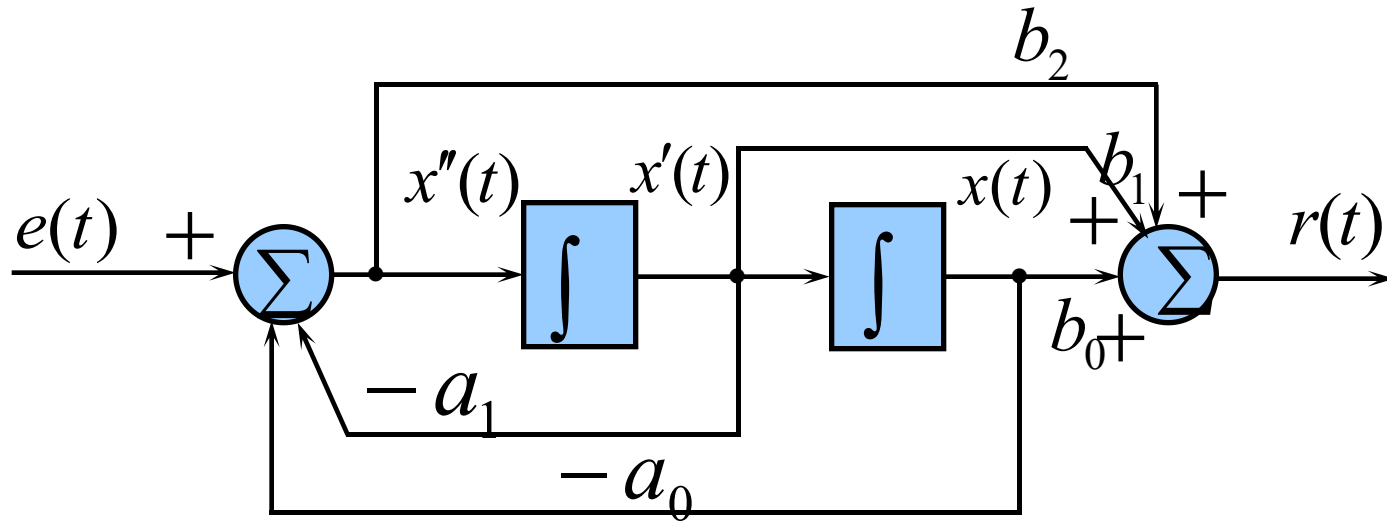 b₂
x″(t)
x′(t)
x(t)
b₁
e(t)
+
+
+
r(t)
Σ
∫
∫
Σ
b₀
+
− a₁
− a₀